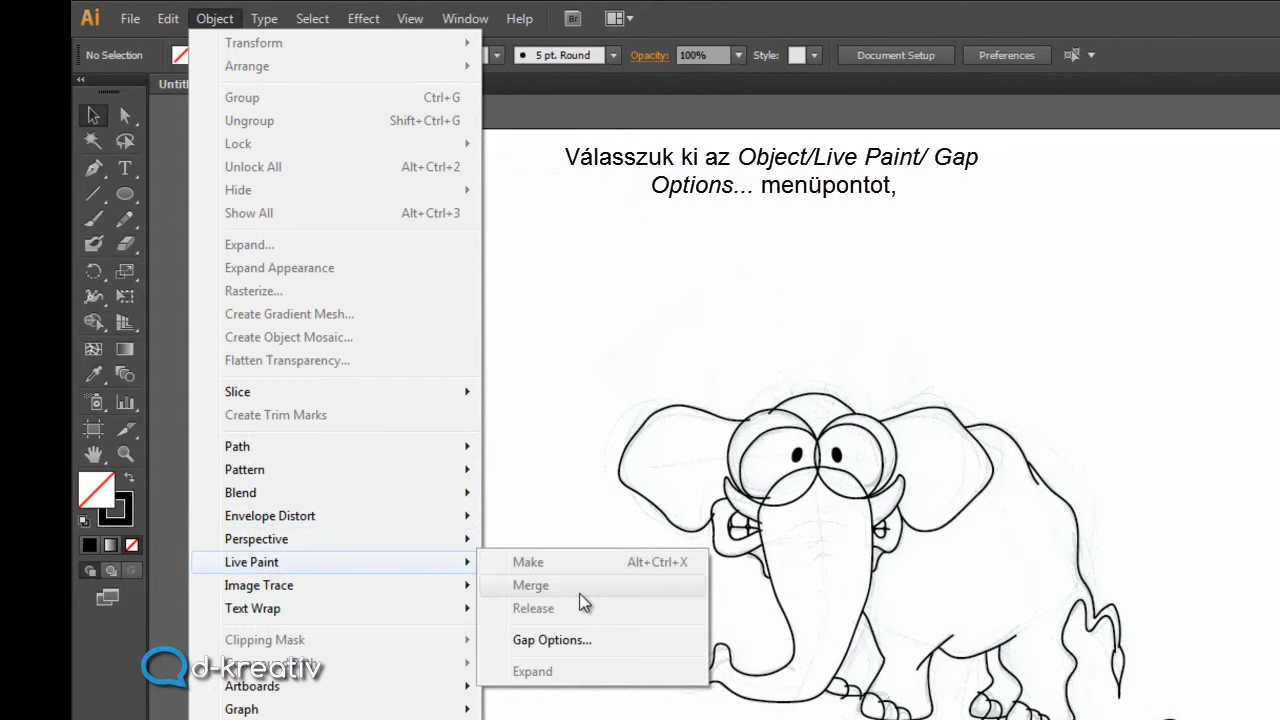 Ai File Edit Object Type Select Effect View Window Help Br
No Selection 5 pt. Round Opacity: 100% Style: Document Setup Preferences
Untitl
Transform
Arrange
Group Ctrl+G
Ungroup Shift+Ctrl+G
Lock
Unlock All Alt+Ctrl+2
Hide
Show All Alt+Ctrl+3
Expand...
Expand Appearance
Rasterize...
Create Gradient Mesh...
Create Object Mosaic...
Flatten Transparency...
Slice
Create Trim Marks
Path
Pattern
Blend
Envelope Distort
Perspective
Live Paint
Image Trace
Text Wrap
Clipping Mask
Artboards
Graph
Make Alt+Ctrl+X
Merge
Release
Gap Options...
Expand
Válasszuk ki az Object/Live Paint/ Gap
Options... menüpontot,
d-kreatív